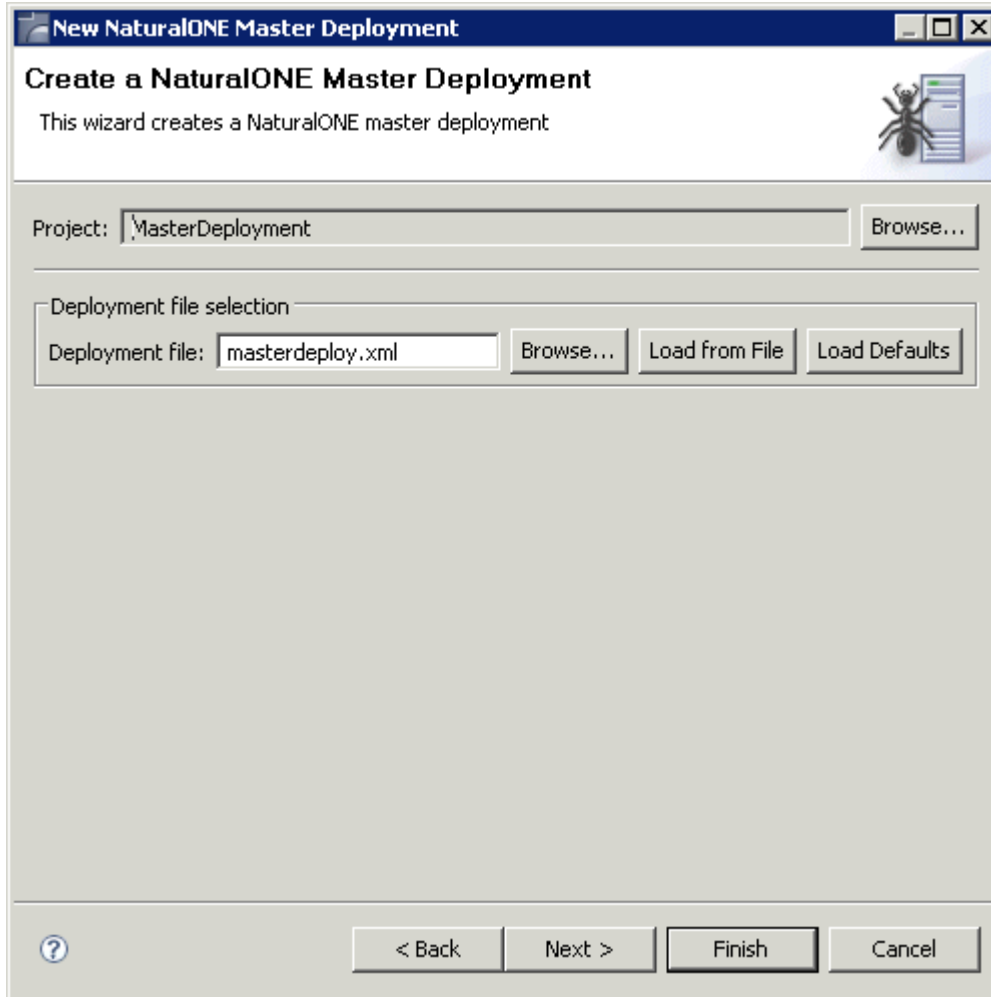 New NaturalONE Master Deployment
Create a NaturalONE Master Deployment
This wizard creates a NaturalONE master deployment
Project: MasterDeployment Browse...
Deployment file selection
Deployment file: masterdeploy.xml Browse... Load from File Load Defaults
? < Back Next > Finish Cancel